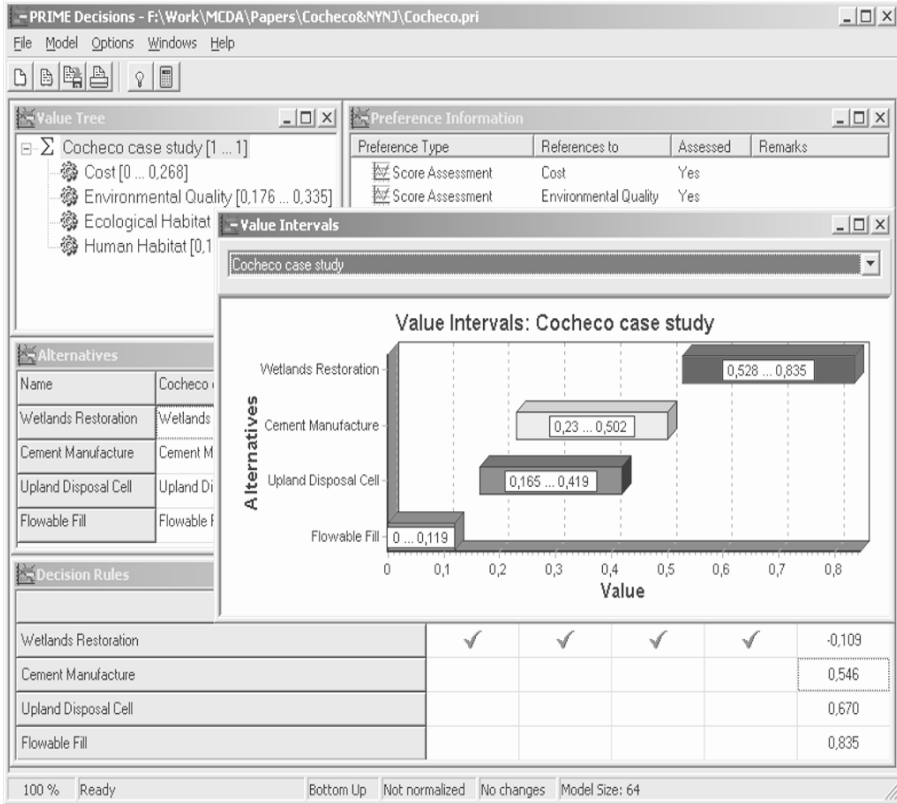 PRIME Decisions - F:\Work\MCDA\Papers\Cocheco&NYNJ\Cocheco.pri
File Model Options Windows Help
Value Tree
Cocheco case study [1 ... 1]
Cost [0 ... 0,268]
Environmental Quality [0,176 ... 0,335]
Ecological Habitat
Human Habitat [0,1
Preference Information
Preference Type References to Assessed Remarks
Score Assessment Cost Yes
Score Assessment Environmental Quality Yes
Value Intervals
Cocheco case study
Value Intervals: Cocheco case study
Alternatives
Wetlands Restoration 0,528 ... 0,835
Cement Manufacture 0,23 ... 0,502
Upland Disposal Cell 0,165 ... 0,419
Flowable Fill 0 ... 0,119
0 0,1 0,2 0,3 0,4 0,5 0,6 0,7 0,8
Value
Alternatives
Name Cocheco
Wetlands Restoration Wetlands
Cement Manufacture Cement M
Upland Disposal Cell Upland Di
Flowable Fill Flowable F
Decision Rules
Wetlands Restoration -0,109
Cement Manufacture 0,546
Upland Disposal Cell 0,670
Flowable Fill 0,835
100 % Ready Bottom Up Not normalized No changes Model Size: 64